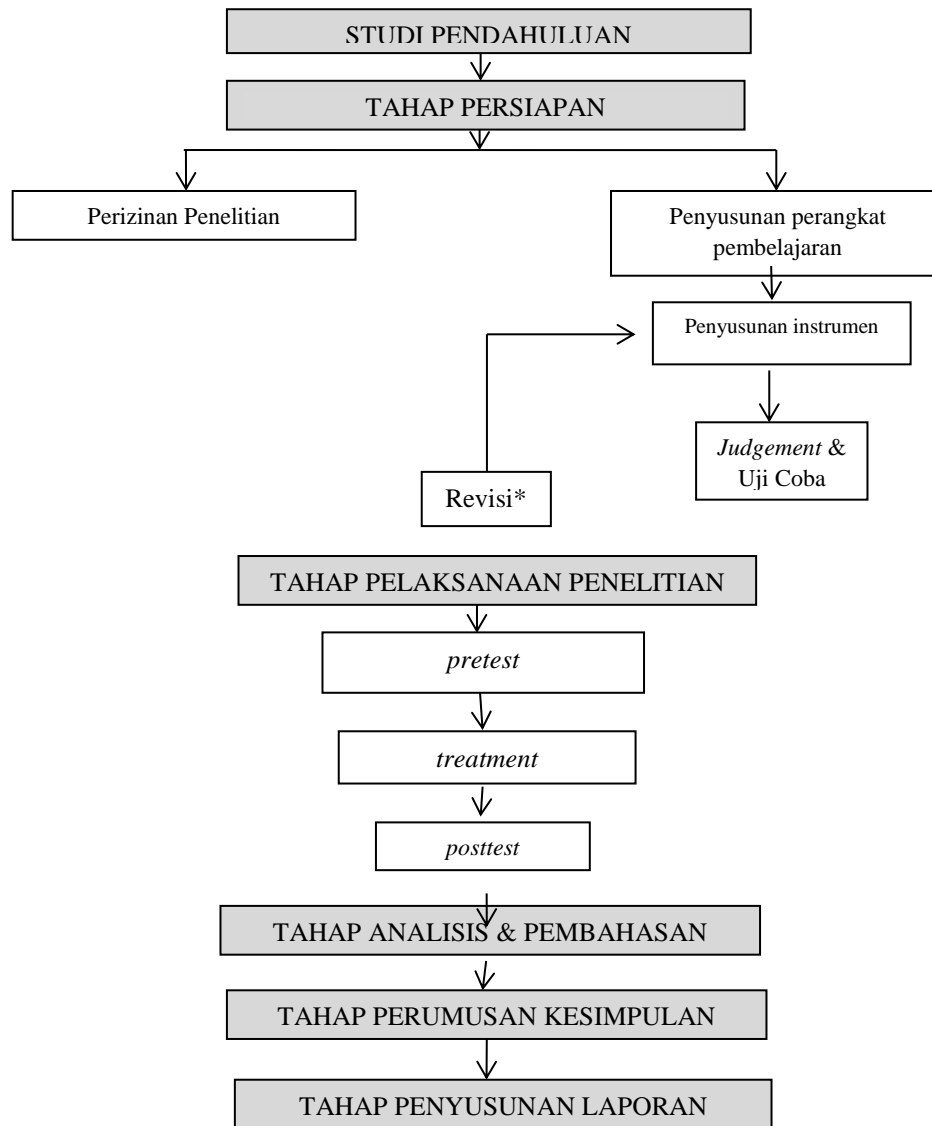 STUDI PENDAHULUAN
TAHAP PERSIAPAN
Perizinan Penelitian
Penyusunan perangkat
pembelajaran
Penyusunan instrumen
Judgement &
Uji Coba
Revisi*
TAHAP PELAKSANAAN PENELITIAN
pretest
treatment
posttest
TAHAP ANALISIS & PEMBAHASAN
TAHAP PERUMUSAN KESIMPULAN
TAHAP PENYUSUNAN LAPORAN